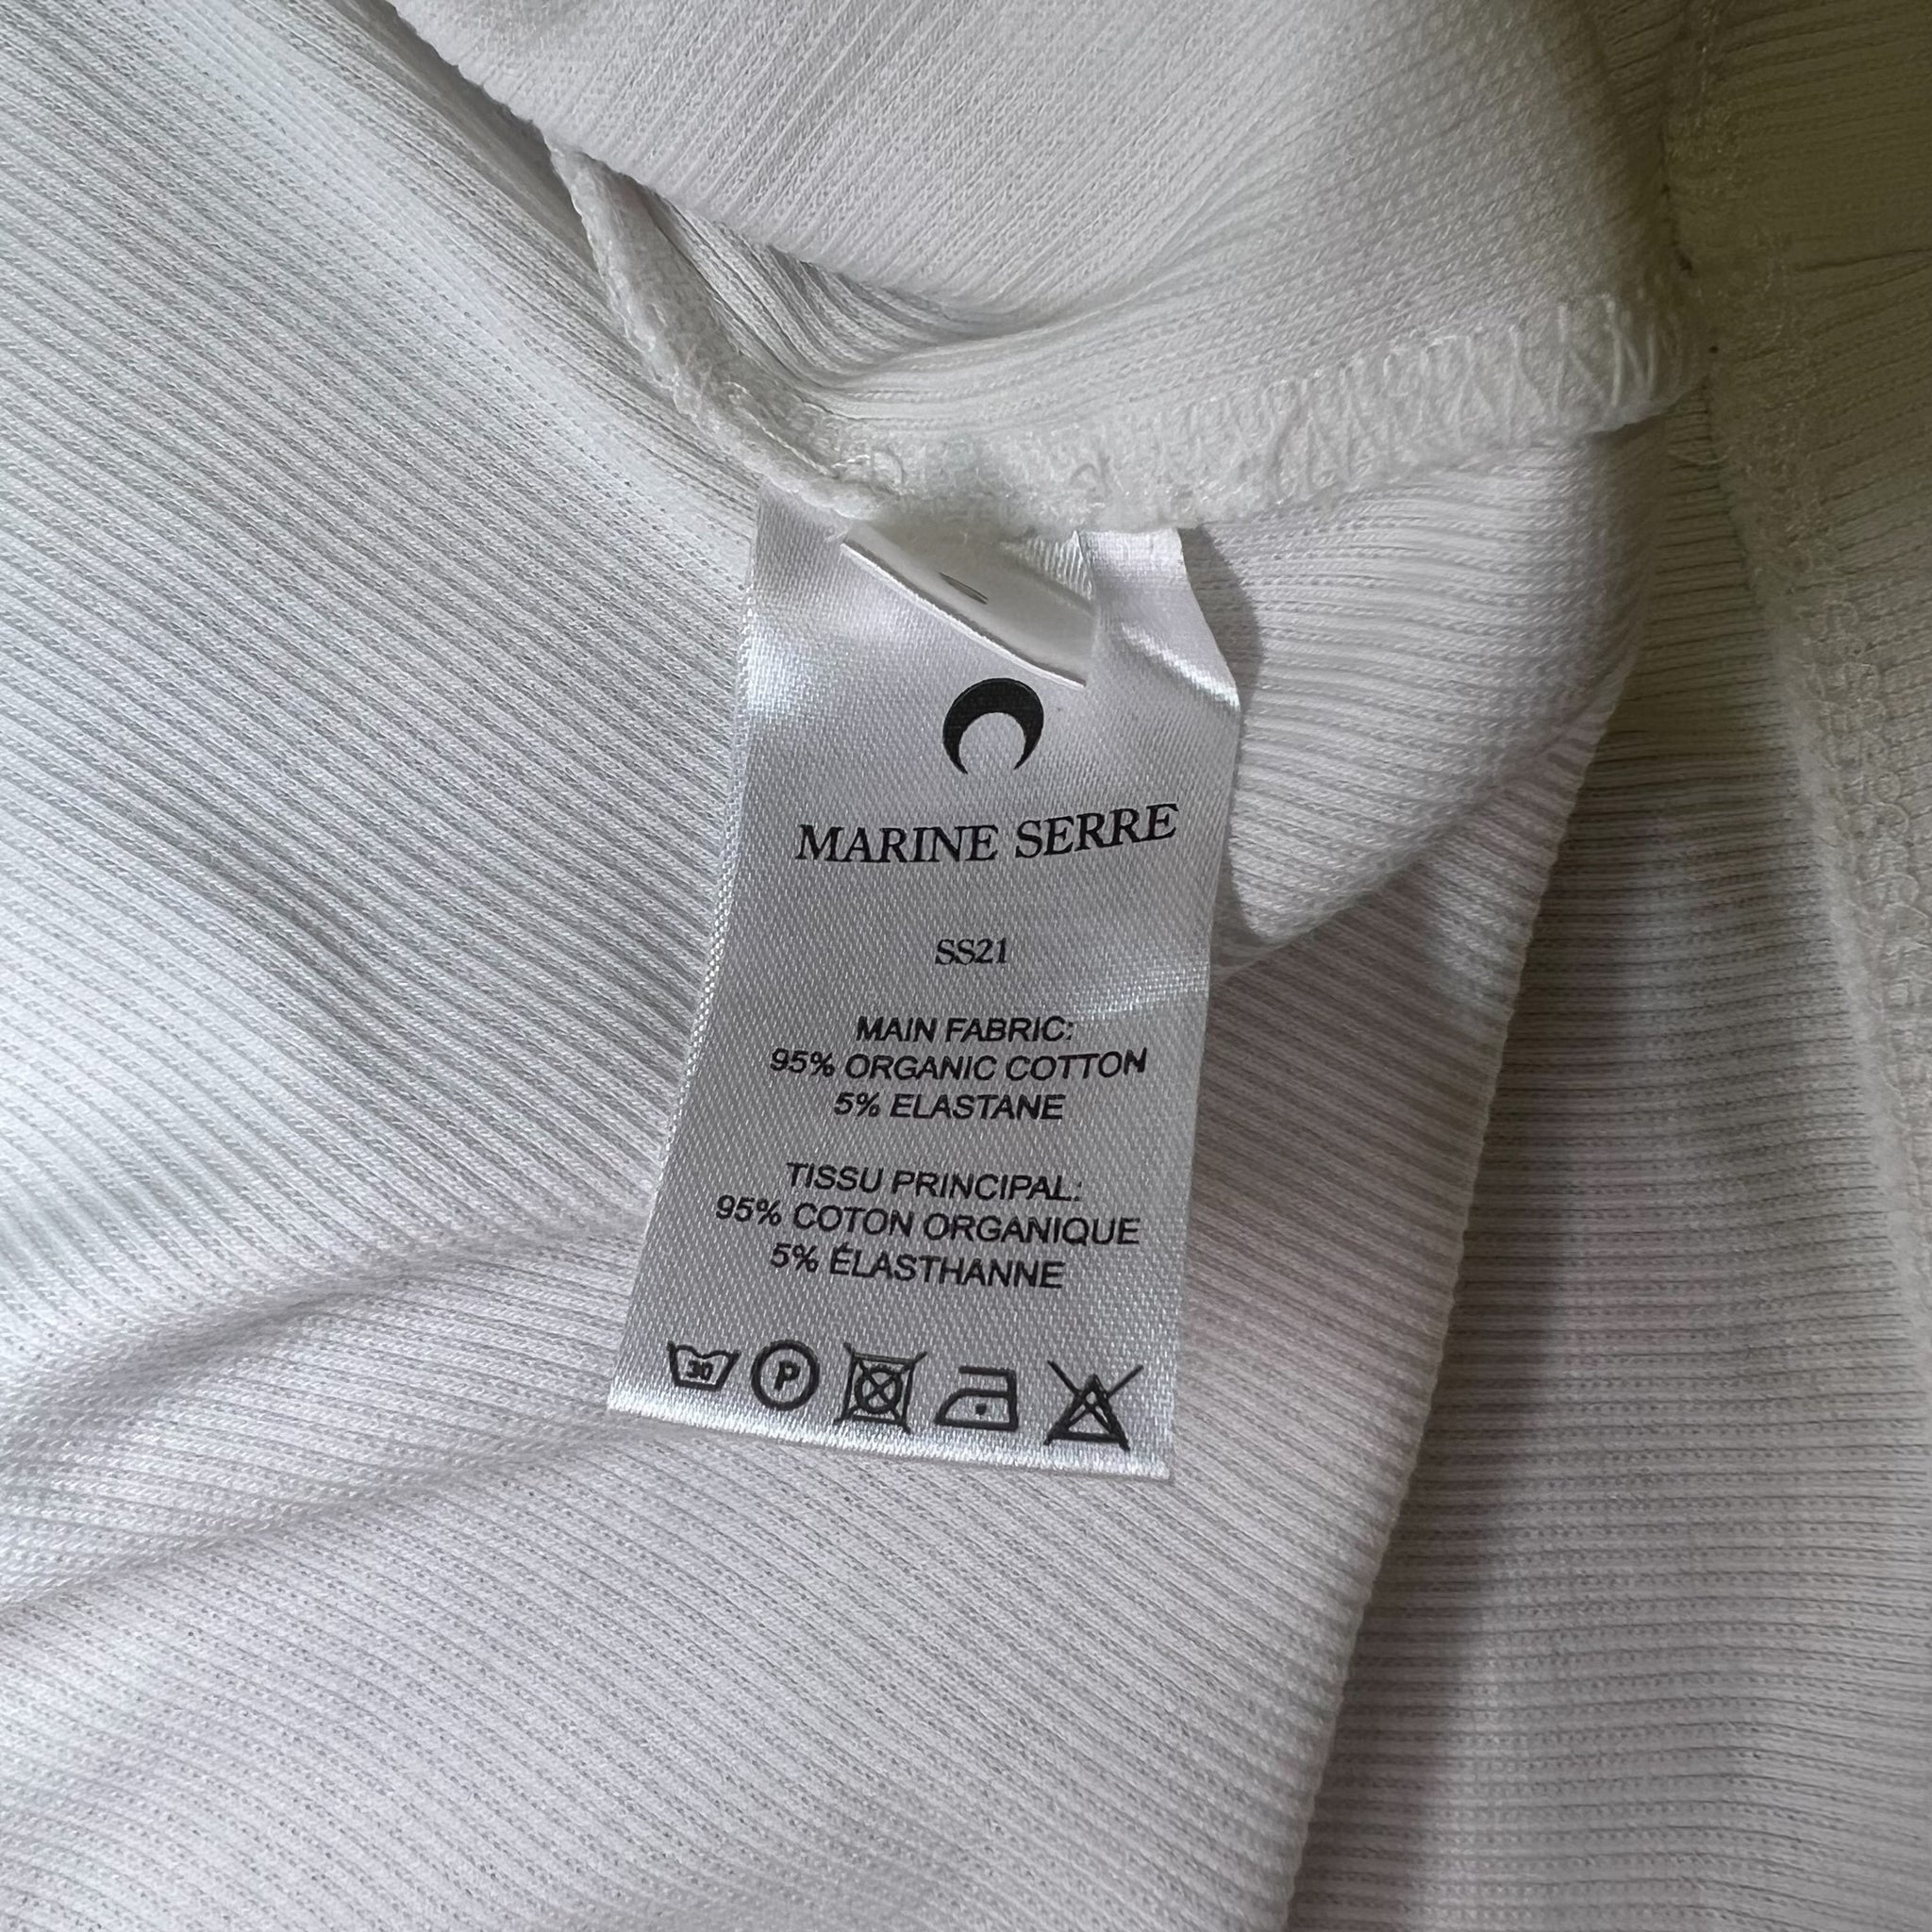 MARINE SERRE
SS21
MAIN FABRIC:
95% ORGANIC COTTON
5% ELASTANE
TISSU PRINCIPAL:
95% COTON ORGANIQUE
5% ÉLASTHANNE
30 P